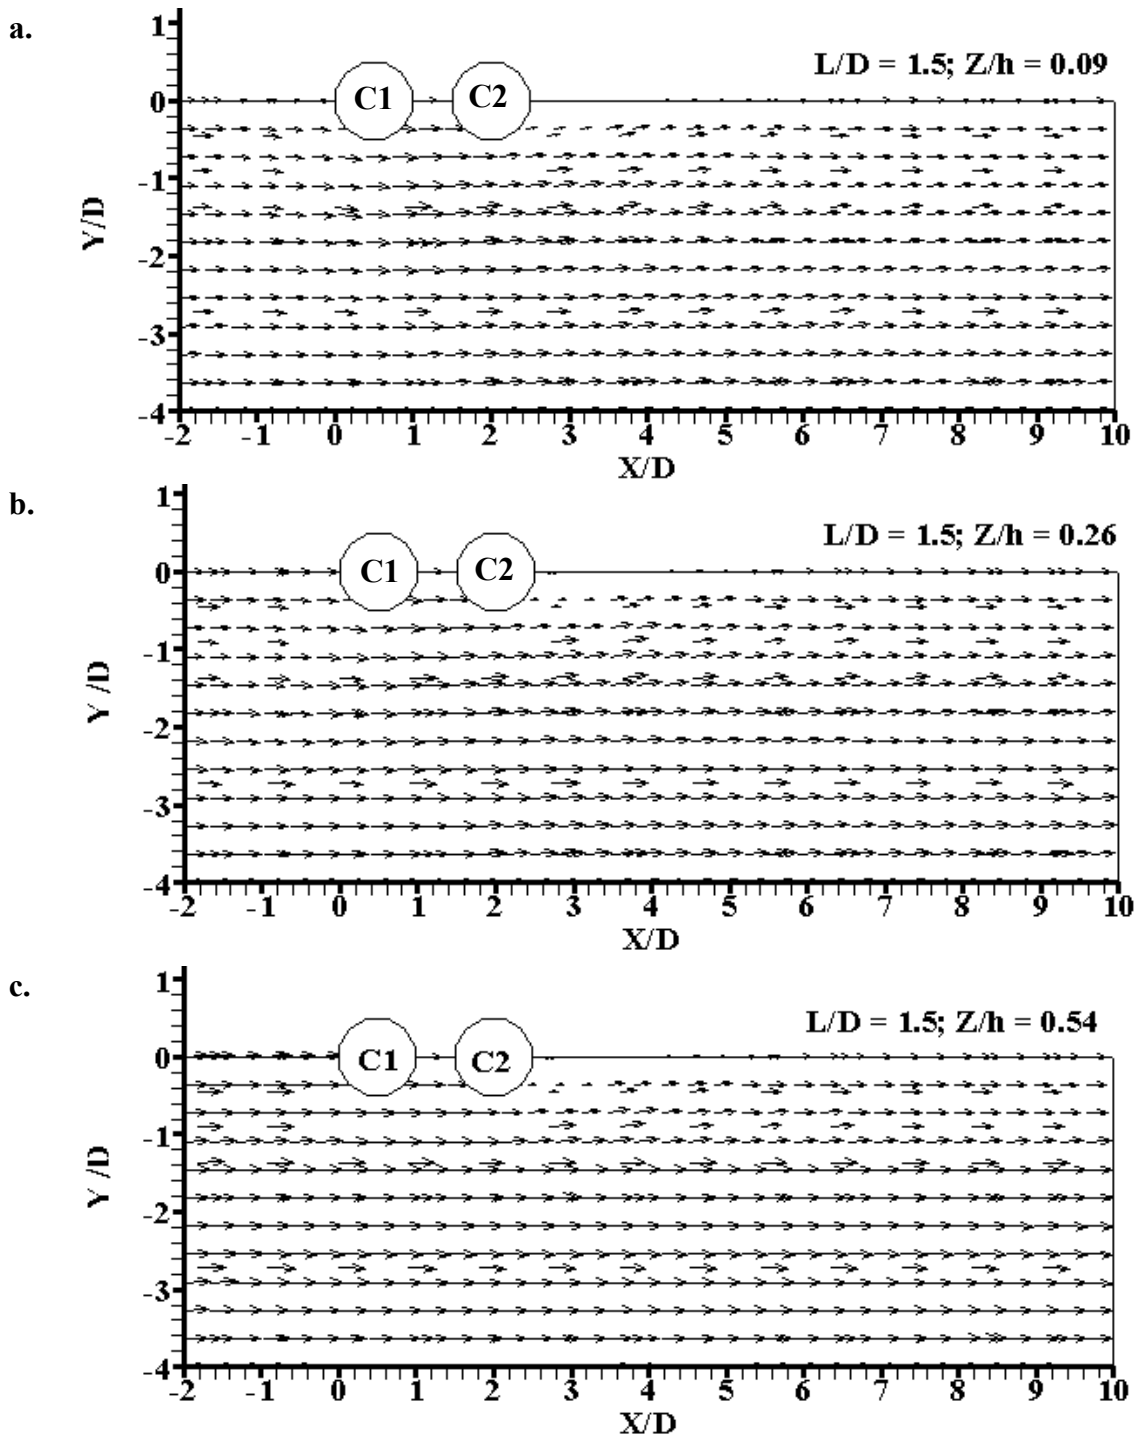 a.
L/D = 1.5; Z/h = 0.09
1
0
-1
-2
-3
-4
Y/D
C1 C2
-2 -1 0 1 2 3 4 5 6 7 8 9 10
X/D
b.
L/D = 1.5; Z/h = 0.26
1
0
-1
-2
-3
-4
Y /D
C1 C2
-2 -1 0 1 2 3 4 5 6 7 8 9 10
X/D
c.
L/D = 1.5; Z/h = 0.54
1
0
-1
-2
-3
-4
Y /D
C1 C2
-2 -1 0 1 2 3 4 5 6 7 8 9 10
X/D